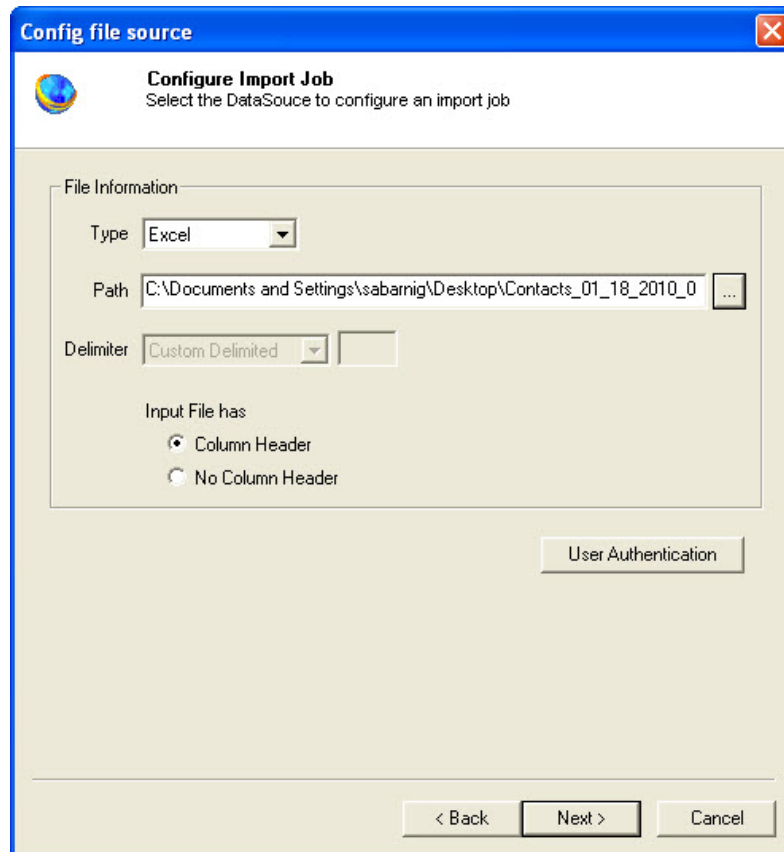 Config file source
Configure Import Job
Select the DataSouce to configure an import job
File Information
Type Excel
Path C:\Documents and Settings\sabarnig\Desktop\Contacts_01_18_2010_0 ...
Delimiter Custom Delimited
Input File has
Column Header
No Column Header
User Authentication
< Back Next > Cancel